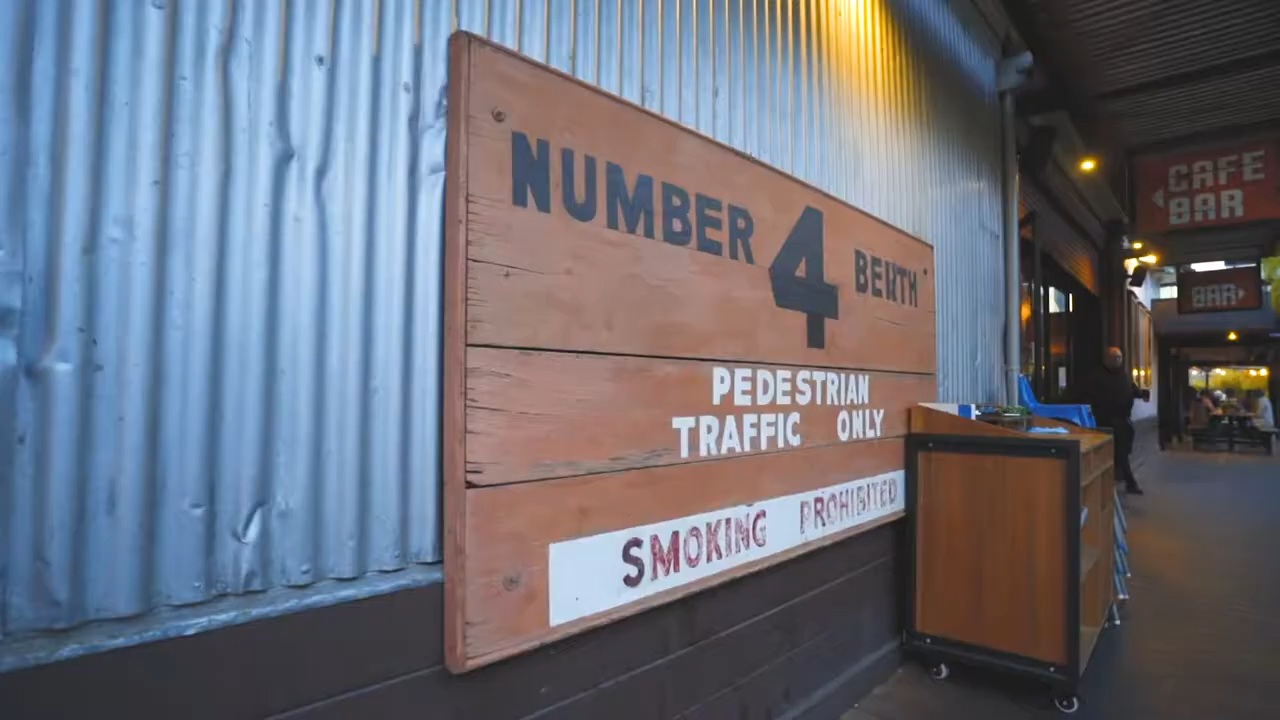 NUMBER 4 BERTH
PEDESTRIAN
TRAFFIC ONLY
SMOKING PROHIBITED
CAFE
BAR
BAR